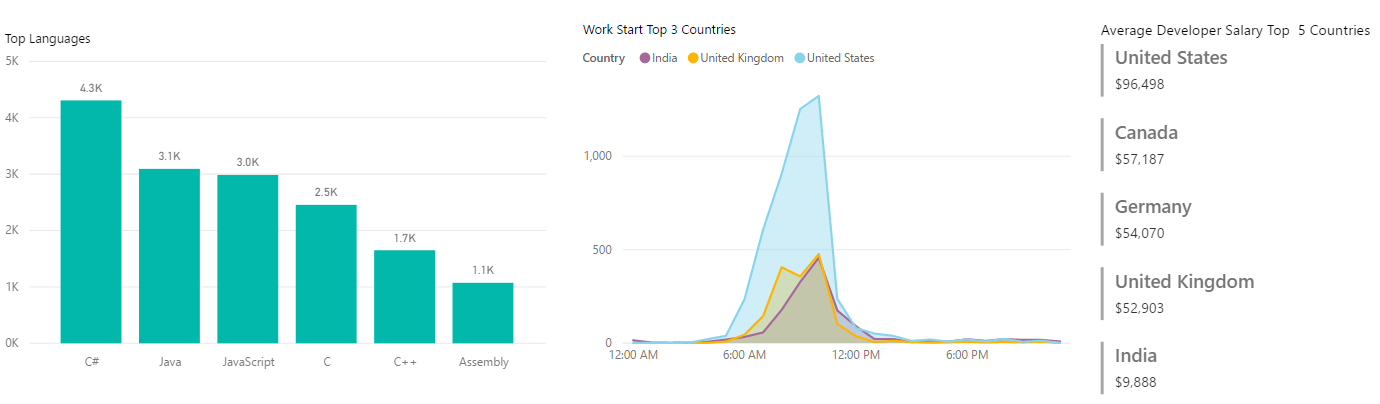 Top Languages
5K
4K
3K
2K
1K
0K
4.3K
3.1K
3.0K
2.5K
1.7K
1.1K
C#
Java
JavaScript
C
C++
Assembly
Work Start Top 3 Countries
Country India United Kingdom United States
1,000
500
0
12:00 AM 6:00 AM 12:00 PM 6:00 PM
Average Developer Salary Top 5 Countries
United States
$96,498
Canada
$57,187
Germany
$54,070
United Kingdom
$52,903
India
$9,888